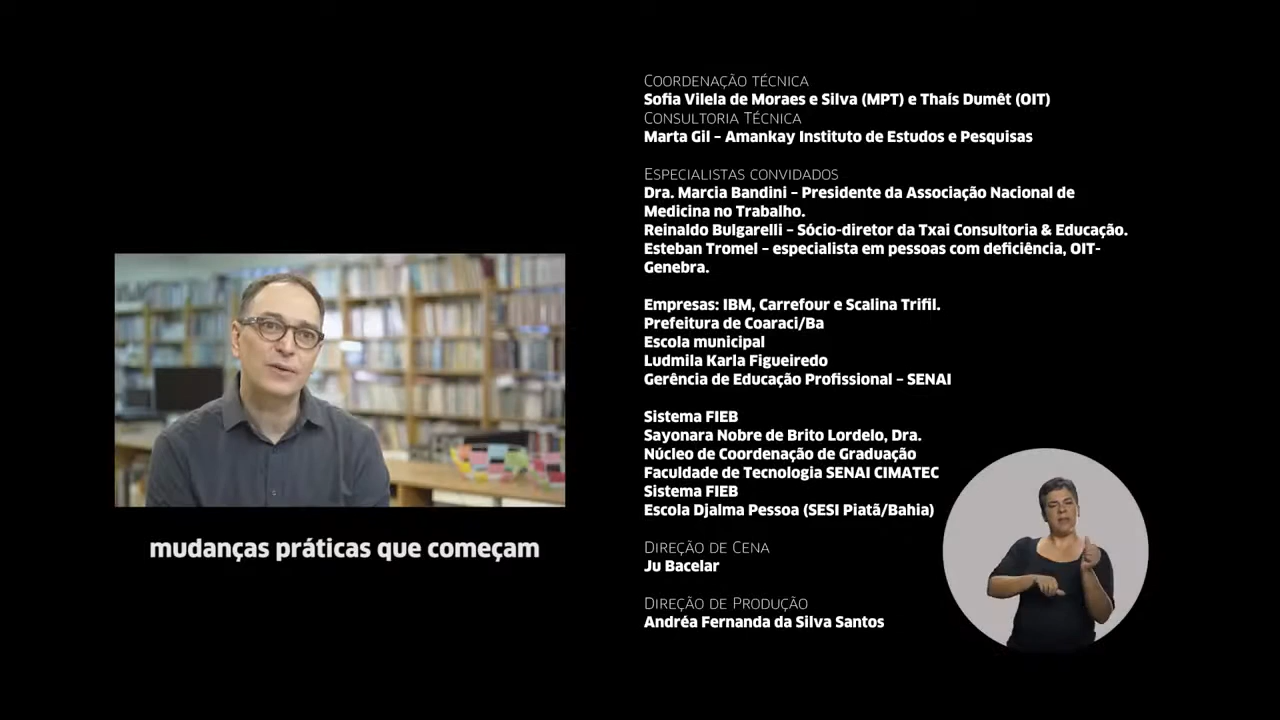 COORDENAÇÃO TÉCNICA
Sofia Vilela de Moraes e Silva (MPT) e Thaís Dumêt (OIT)
CONSULTORIA TÉCNICA
Marta Gil – Amankay Instituto de Estudos e Pesquisas
ESPECIALISTAS CONVIDADOS
Dra. Marcia Bandini – Presidente da Associação Nacional de
Medicina no Trabalho.
Reinaldo Bulgarelli – Sócio-diretor da Txai Consultoria & Educação.
Esteban Tromel – especialista em pessoas com deficiência, OIT-
Genebra.
Empresas: IBM, Carrefour e Scalina Trifil.
Prefeitura de Coaraci/Ba
Escola municipal
Ludmila Karla Figueiredo
Gerência de Educação Profissional – SENAI
Sistema FIEB
Sayonara Nobre de Brito Lordelo, Dra.
Núcleo de Coordenação de Graduação
Faculdade de Tecnologia SENAI CIMATEC
Sistema FIEB
Escola Djalma Pessoa (SESI Piatã/Bahia)
DIREÇÃO DE CENA
Ju Bacelar
DIREÇÃO DE PRODUÇÃO
Andréa Fernanda da Silva Santos
mudanças práticas que começam